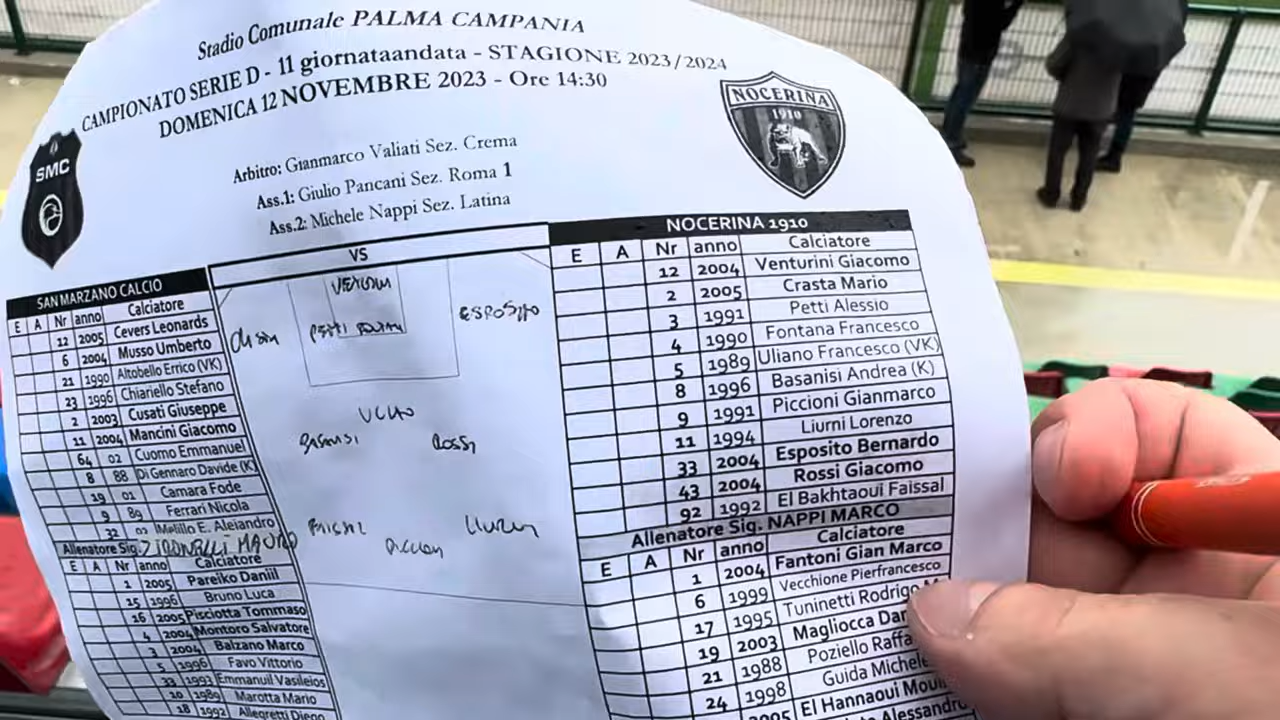 Stadio Comunale PALMA CAMPANIA
CAMPIONATO SERIE D - 11 giornataandata - STAGIONE 2023/2024
DOMENICA 12 NOVEMBRE 2023 - Ore 14:30
SMC
NOCERINA
1910
Arbitro: Gianmarco Valiati Sez. Crema
Ass.1: Giulio Pancani Sez. Roma 1
Ass.2: Michele Nappi Sez. Latina
VS
SAN MARZANO CALCIO
E A Nr anno Calciatore
12 2005 Cevers Leonards
6 2004 Musso Umberto
21 1990 Altobello Errico (VK)
23 1996 Chiariello Stefano
2 2003 Cusati Giuseppe
11 2004 Mancini Giacomo
64 02 Cuomo Emmanuel
8 88 Di Gennaro Davide (K)
19 01 Camara Fode
9 89 Ferrari Nicola
32 03 Melillo E. Alejandro
Allenatore Sig. ZIRONELLI MAURO
E A Nr anno Calciatore
1 2005 Pareiko Daniil
15 1996 Bruno Luca
16 2005 Pisciotta Tommaso
4 2004 Montoro Salvatore
3 2004 Balzano Marco
5 1996 Favo Vittorio
33 1993 Emmanuil Vasileios
10 1989 Marotta Mario
18 1992 Allegretti Diego
ESPOSITO
ROSSI
NOCERINA 1910
E A Nr anno Calciatore
12 2004 Venturini Giacomo
2 2005 Crasta Mario
3 1991 Petti Alessio
4 1990 Fontana Francesco
5 1989 Uliano Francesco (VK)
8 1996 Basanisi Andrea (K)
9 1991 Piccioni Gianmarco
11 1994 Liurni Lorenzo
33 2004 Esposito Bernardo
43 2004 Rossi Giacomo
92 1992 El Bakhtaoui Faissal
Allenatore Sig. NAPPI MARCO
E A Nr anno Calciatore
1 2004 Fantoni Gian Marco
6 1999 Vecchione Pierfrancesco
17 1995 Tuninetti Rodrigo
19 2003 Magliocca
21 1988 Poziello
24 1998 Guida Michele
2005 El Hannaoui
Alessandro